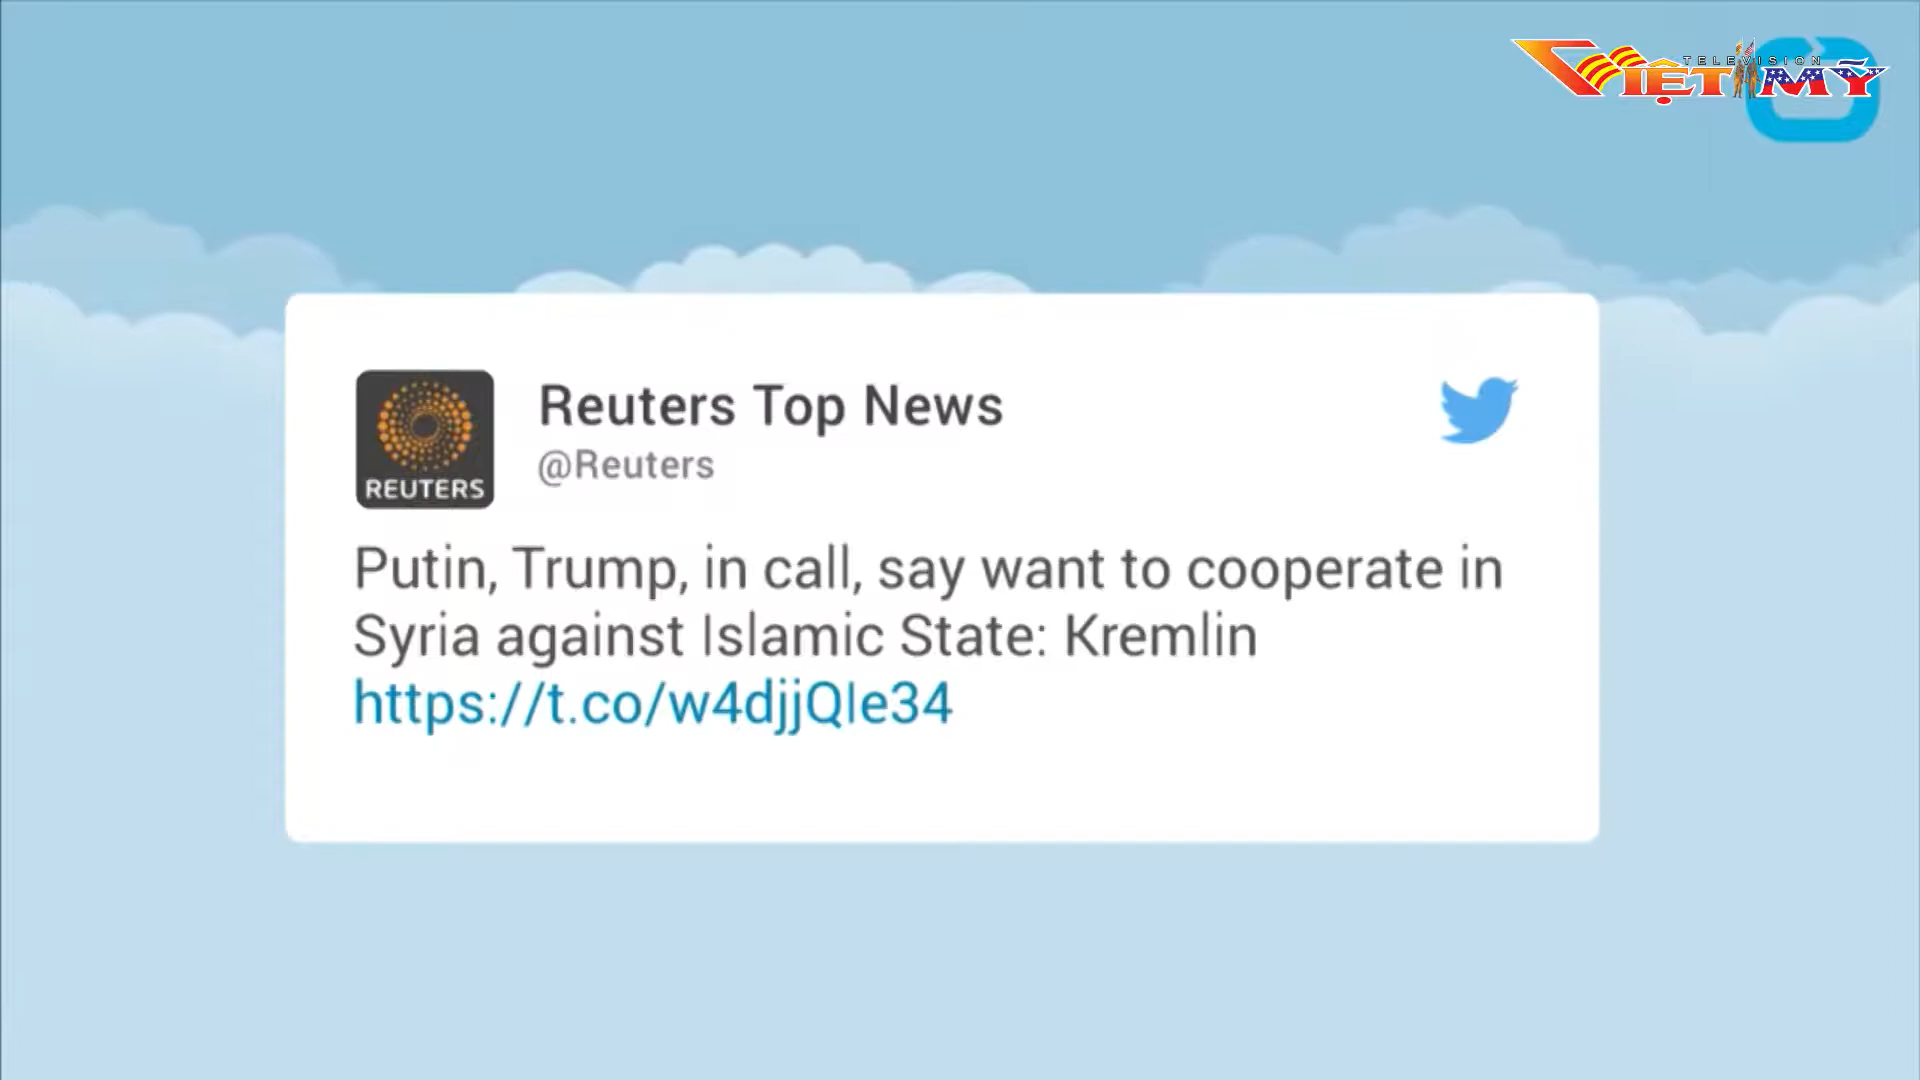 TELEVISION
VIỆT MỸ
Reuters Top News
@Reuters
REUTERS
Putin, Trump, in call, say want to cooperate in
Syria against Islamic State: Kremlin
https://t.co/w4djjQIe34